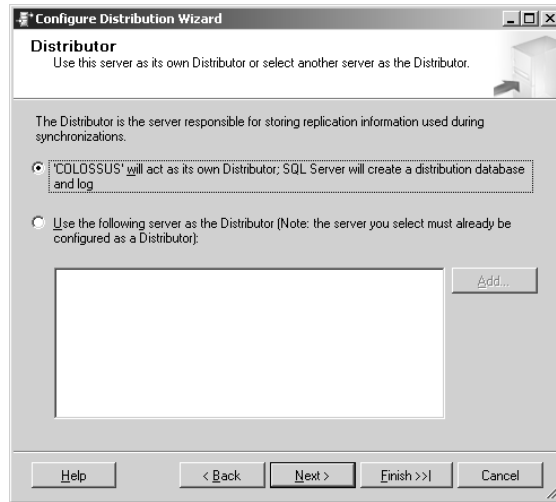 Configure Distribution Wizard
Distributor
Use this server as its own Distributor or select another server as the Distributor.
The Distributor is the server responsible for storing replication information used during
synchronizations.
'COLOSSUS' will act as its own Distributor; SQL Server will create a distribution database
and log
Use the following server as the Distributor (Note: the server you select must already be
configured as a Distributor):
Add...
Help
< Back
Next >
Finish >>|
Cancel